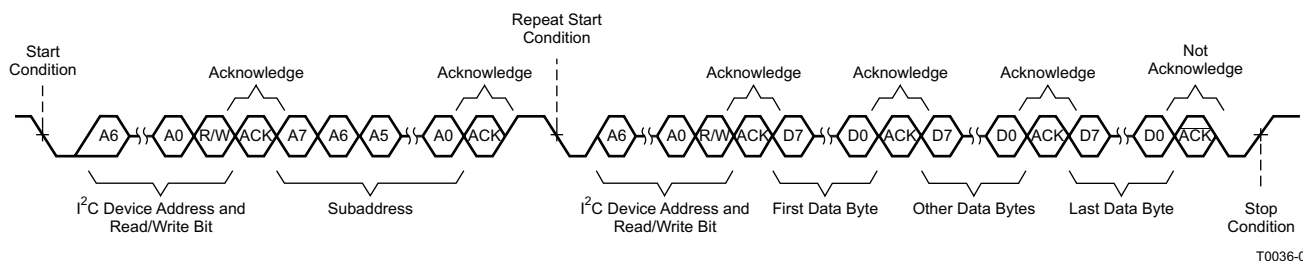 Repeat Start
Condition
Start
Condition
Not
Acknowledge
Acknowledge
Acknowledge
Acknowledge
Acknowledge
Acknowledge
A6 A0 R/W ACK A7 A6 A5 A0 ACK A6 A0 R/W ACK D7 D0 ACK D7 D0 ACK D7 D0 ACK
I²C Device Address and
Read/Write Bit
Subaddress
I²C Device Address and
Read/Write Bit
First Data Byte
Other Data Bytes
Last Data Byte
Stop
Condition
T0036-0